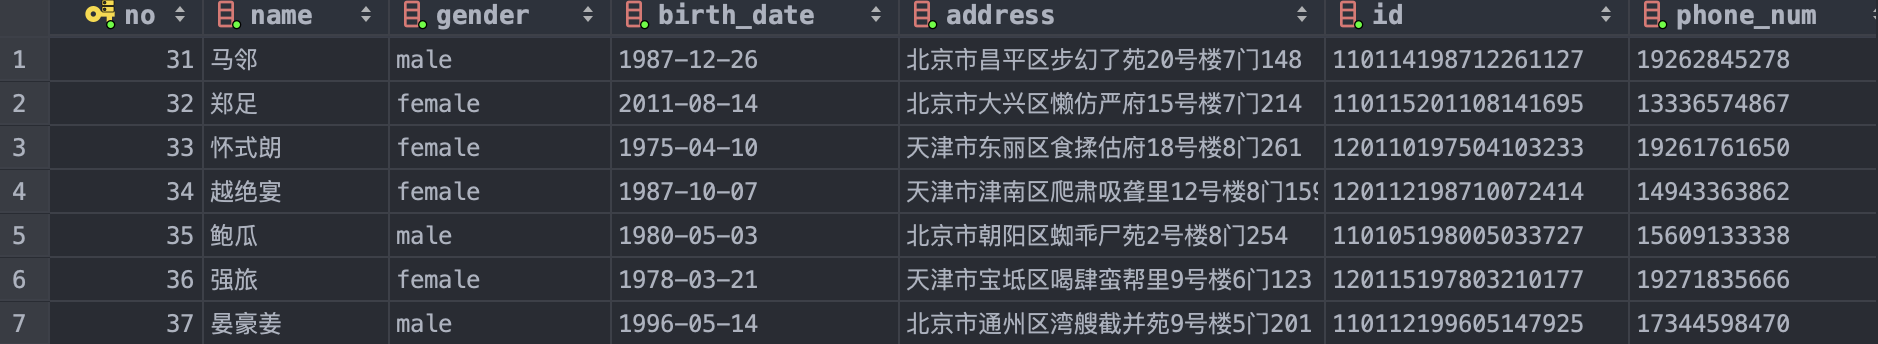 no name gender birth_date address id phone_num
1 31 马邻 male 1987-12-26 北京市昌平区步幻了苑20号楼7门148 110114198712261127 19262845278
2 32 郑足 female 2011-08-14 北京市大兴区懒仿严府15号楼7门214 110115201108141695 13336574867
3 33 怀式朗 female 1975-04-10 天津市东丽区食揉估府18号楼8门261 120110197504103233 19261761650
4 34 越绝宴 female 1987-10-07 天津市津南区爬肃吸聋里12号楼8门159 120112198710072414 14943363862
5 35 鲍瓜 male 1980-05-03 北京市朝阳区蜘乖尸苑2号楼8门254 110105198005033727 15609133338
6 36 强旅 female 1978-03-21 天津市宝坻区喝肆蛮帮里9号楼6门123 120115197803210177 19271835666
7 37 晏豪姜 male 1996-05-14 北京市通州区湾艘截并苑9号楼5门201 110112199605147925 17344598470